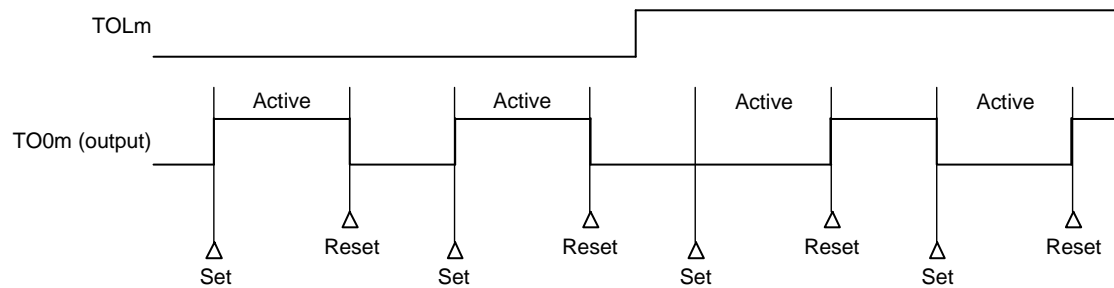 TOLm
Active Active Active Active
TO0m (output)
Reset Reset Reset Reset
Set Set Set Set